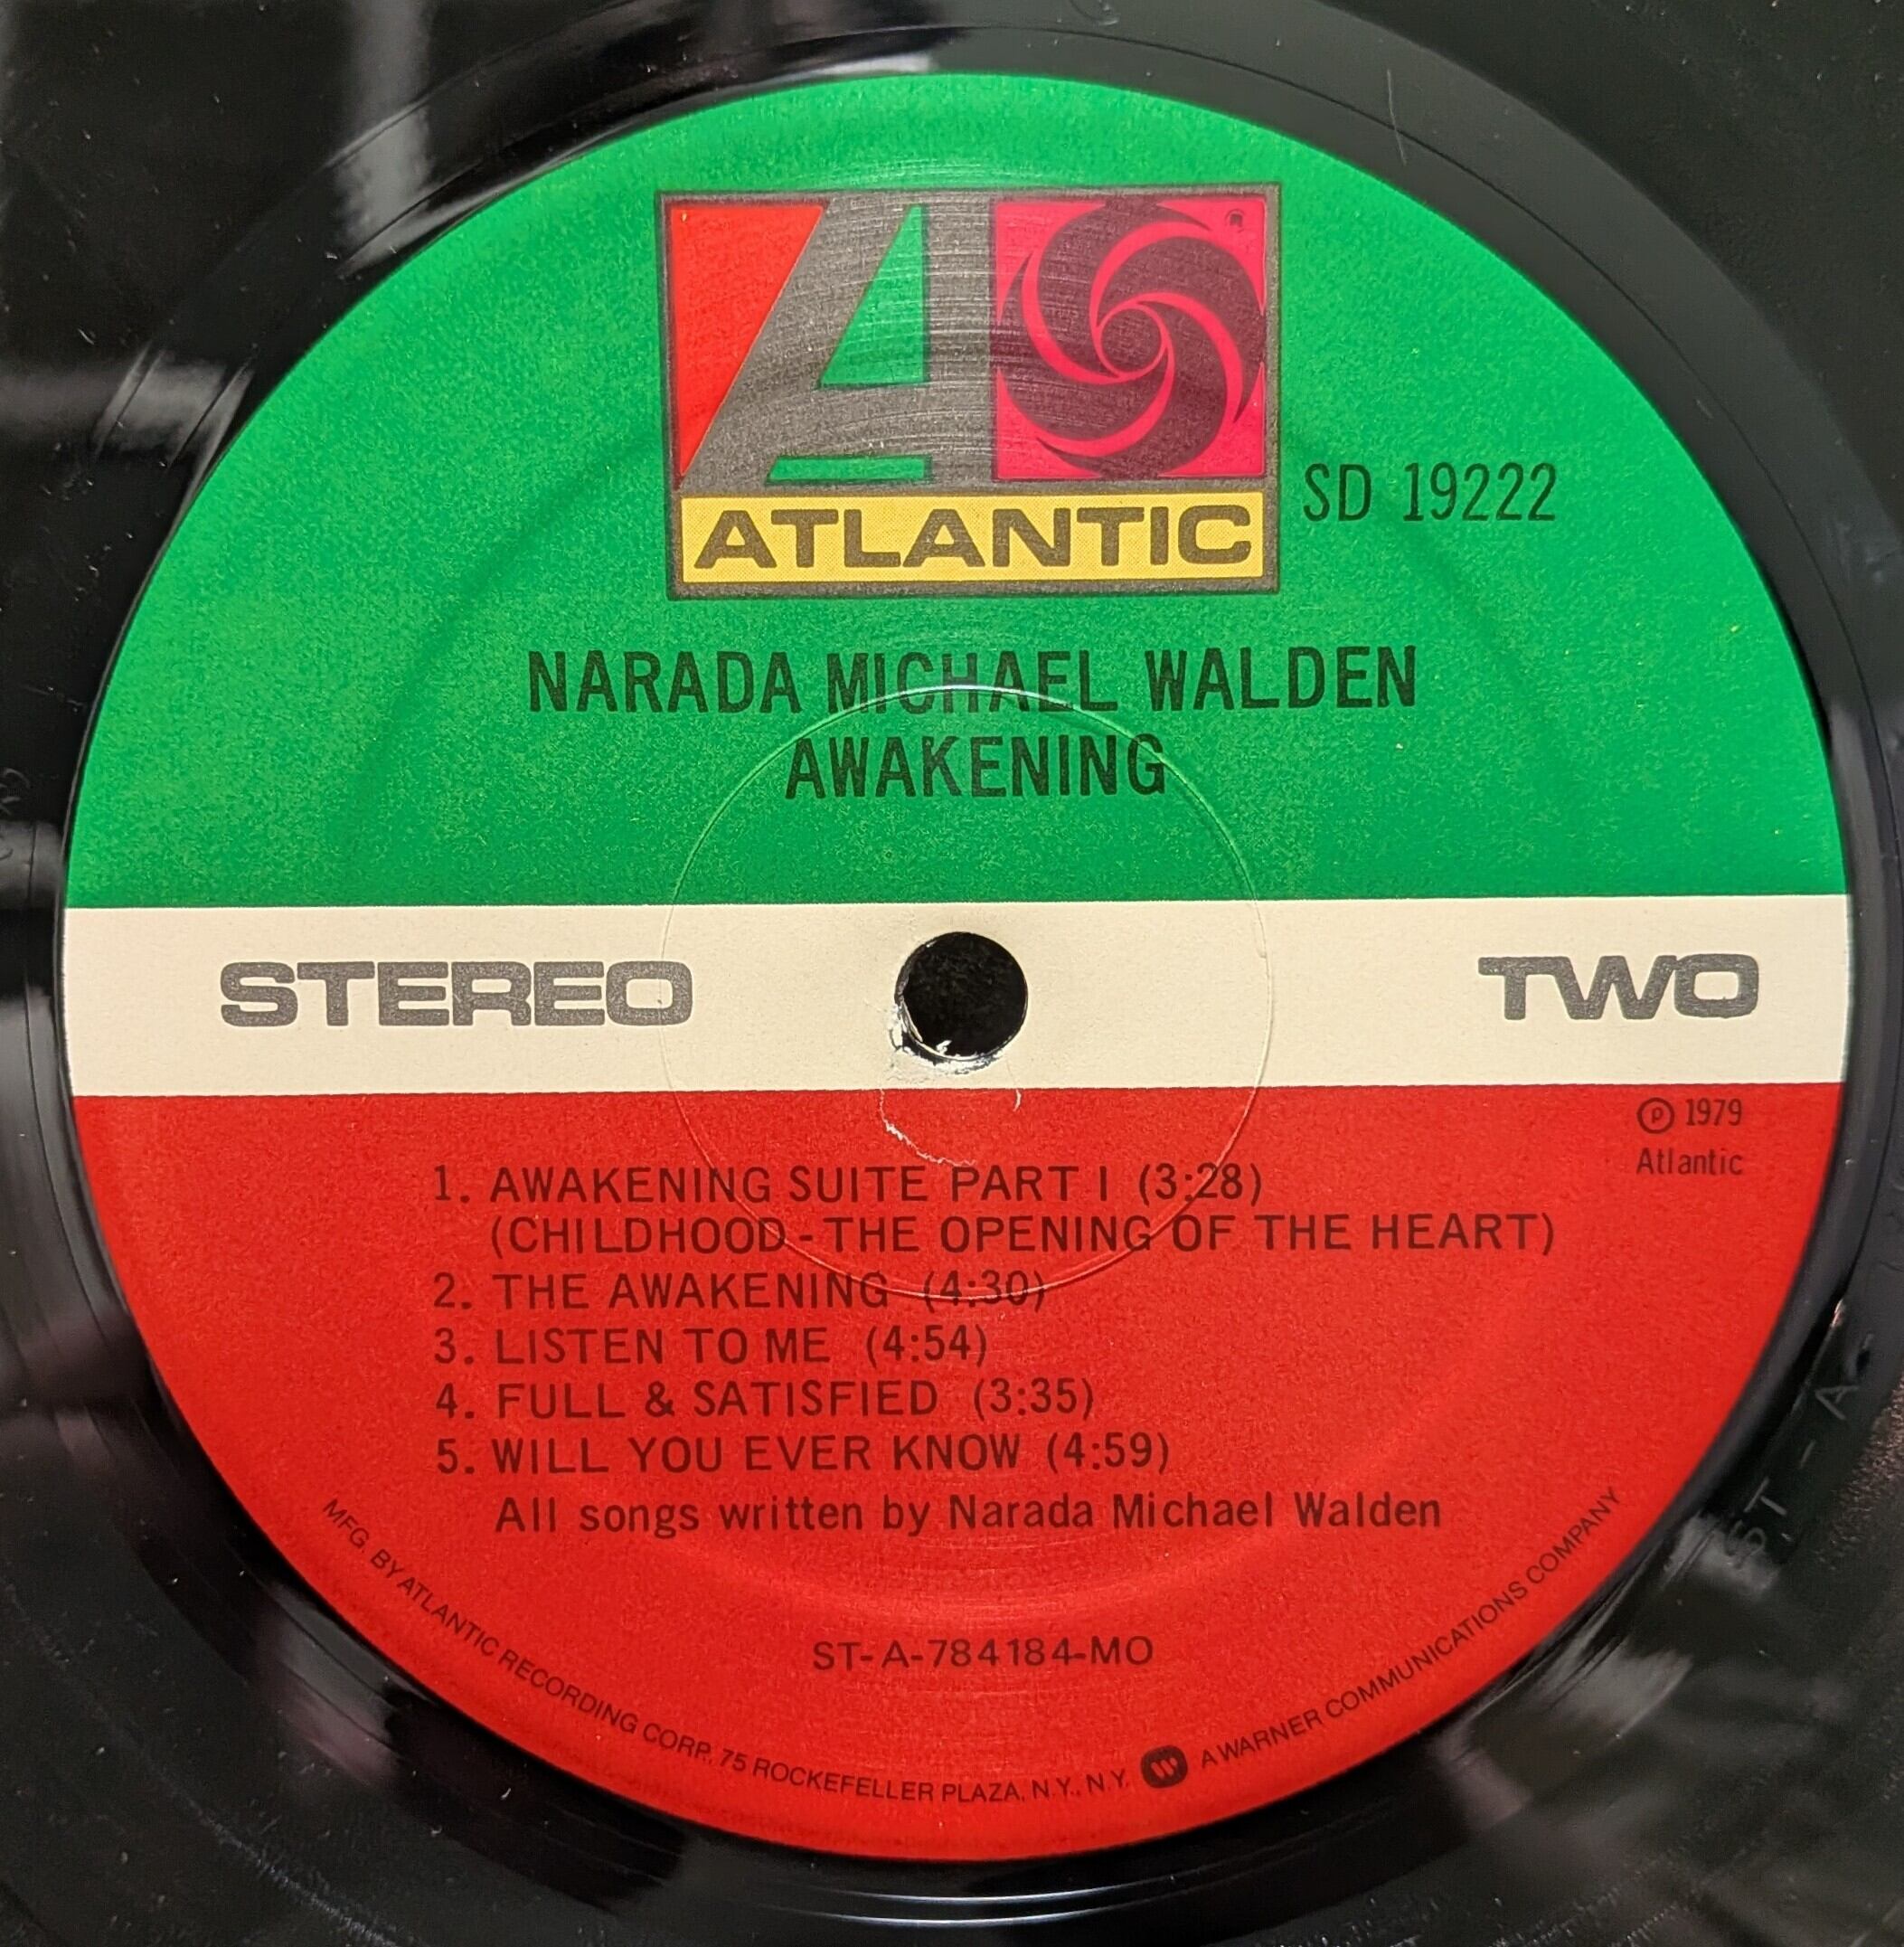 ATLANTIC
SD 19222
NARADA MICHAEL WALDEN
AWAKENING
STEREO
TWO
℗ 1979
Atlantic
1. AWAKENING SUITE PART I (3:28)
(CHILDHOOD - THE OPENING OF THE HEART)
2. THE AWAKENING (4:30)
3. LISTEN TO ME (4:54)
4. FULL & SATISFIED (3:35)
5. WILL YOU EVER KNOW (4:59)
All songs written by Narada Michael Walden
ST-A-784184-MO
MFG. BY ATLANTIC RECORDING CORP. 75 ROCKEFELLER PLAZA, N.Y., N.Y. A WARNER COMMUNICATIONS COMPANY
ST-A-